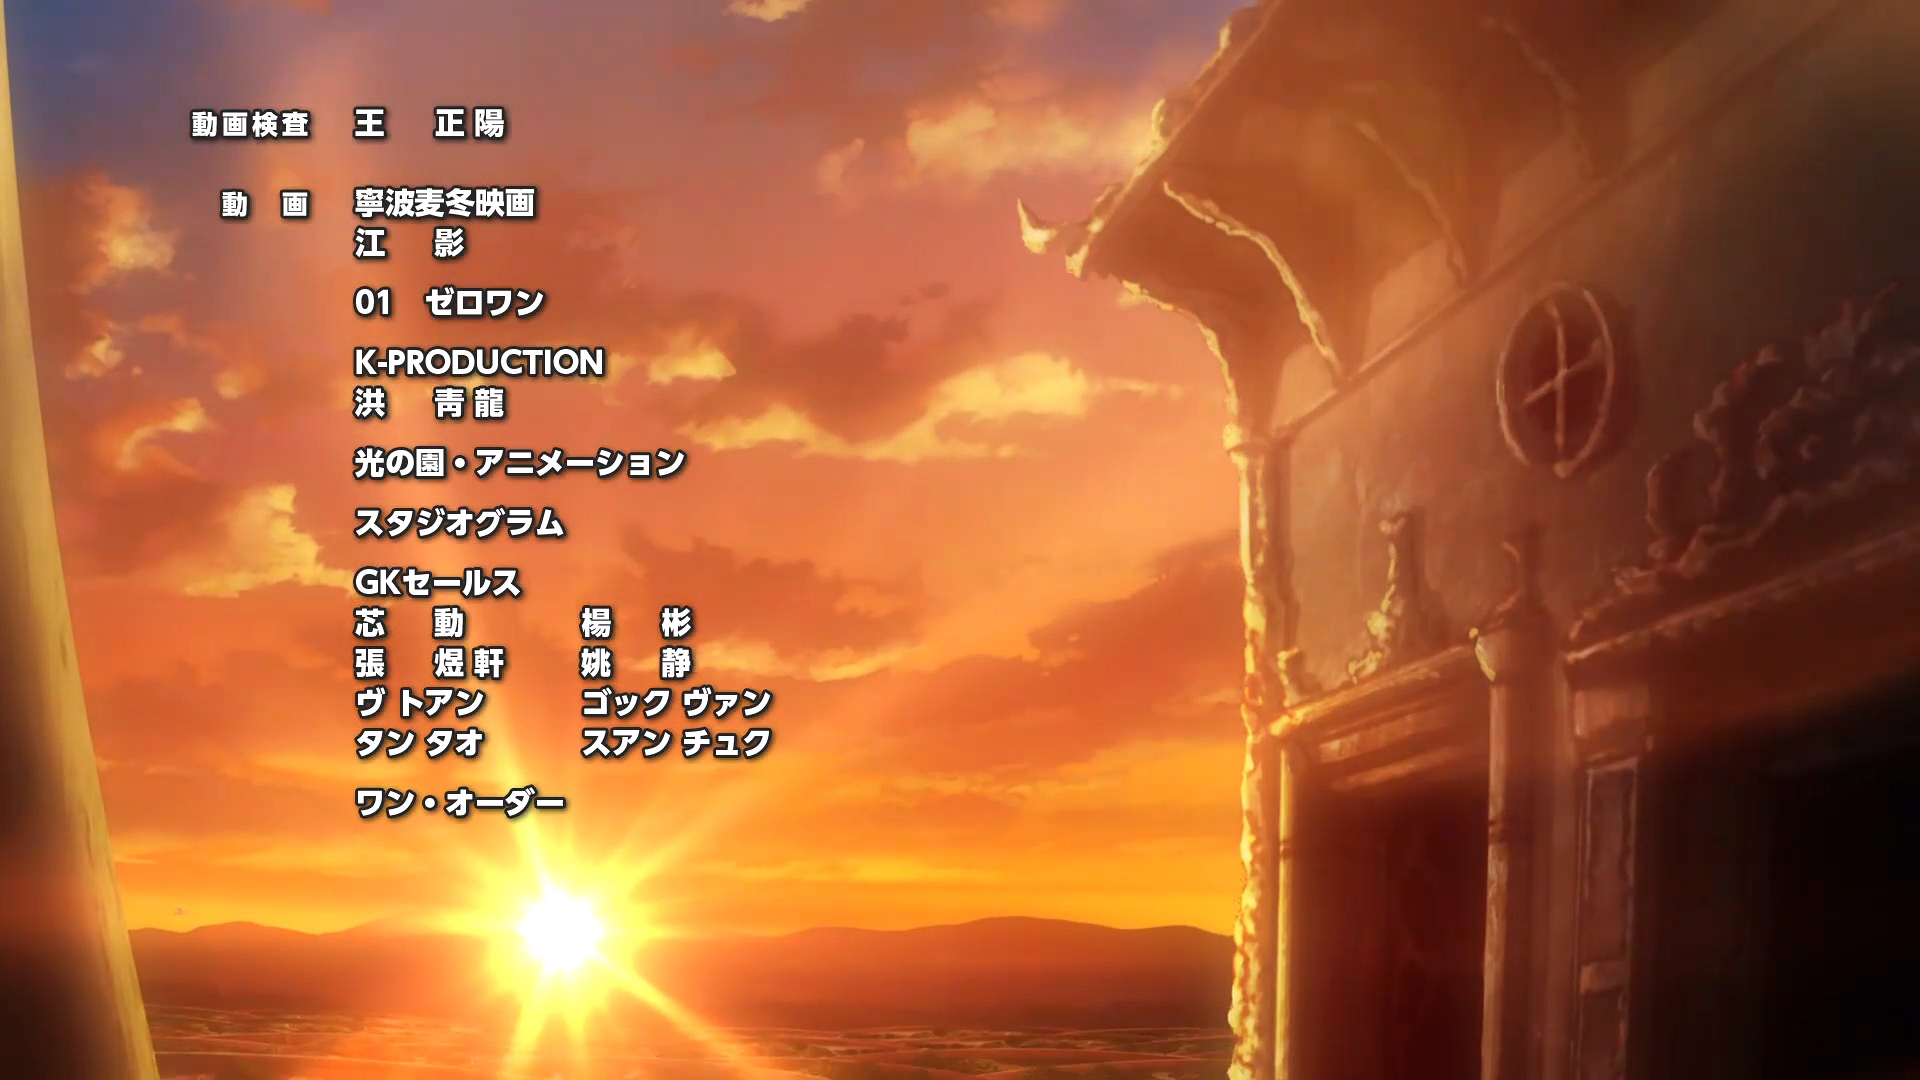 動画検査 王 正陽
動 画 寧波麦冬映画
江 影
01 ゼロワン
K-PRODUCTION
洪 青龍
光の園・アニメーション
スタジオグラム
GKセールス
芯 動 楊 彬
張 煜軒 姚 静
ヴ トアン ゴック ヴァン
タン タオ スアン チュク
ワン・オーダー